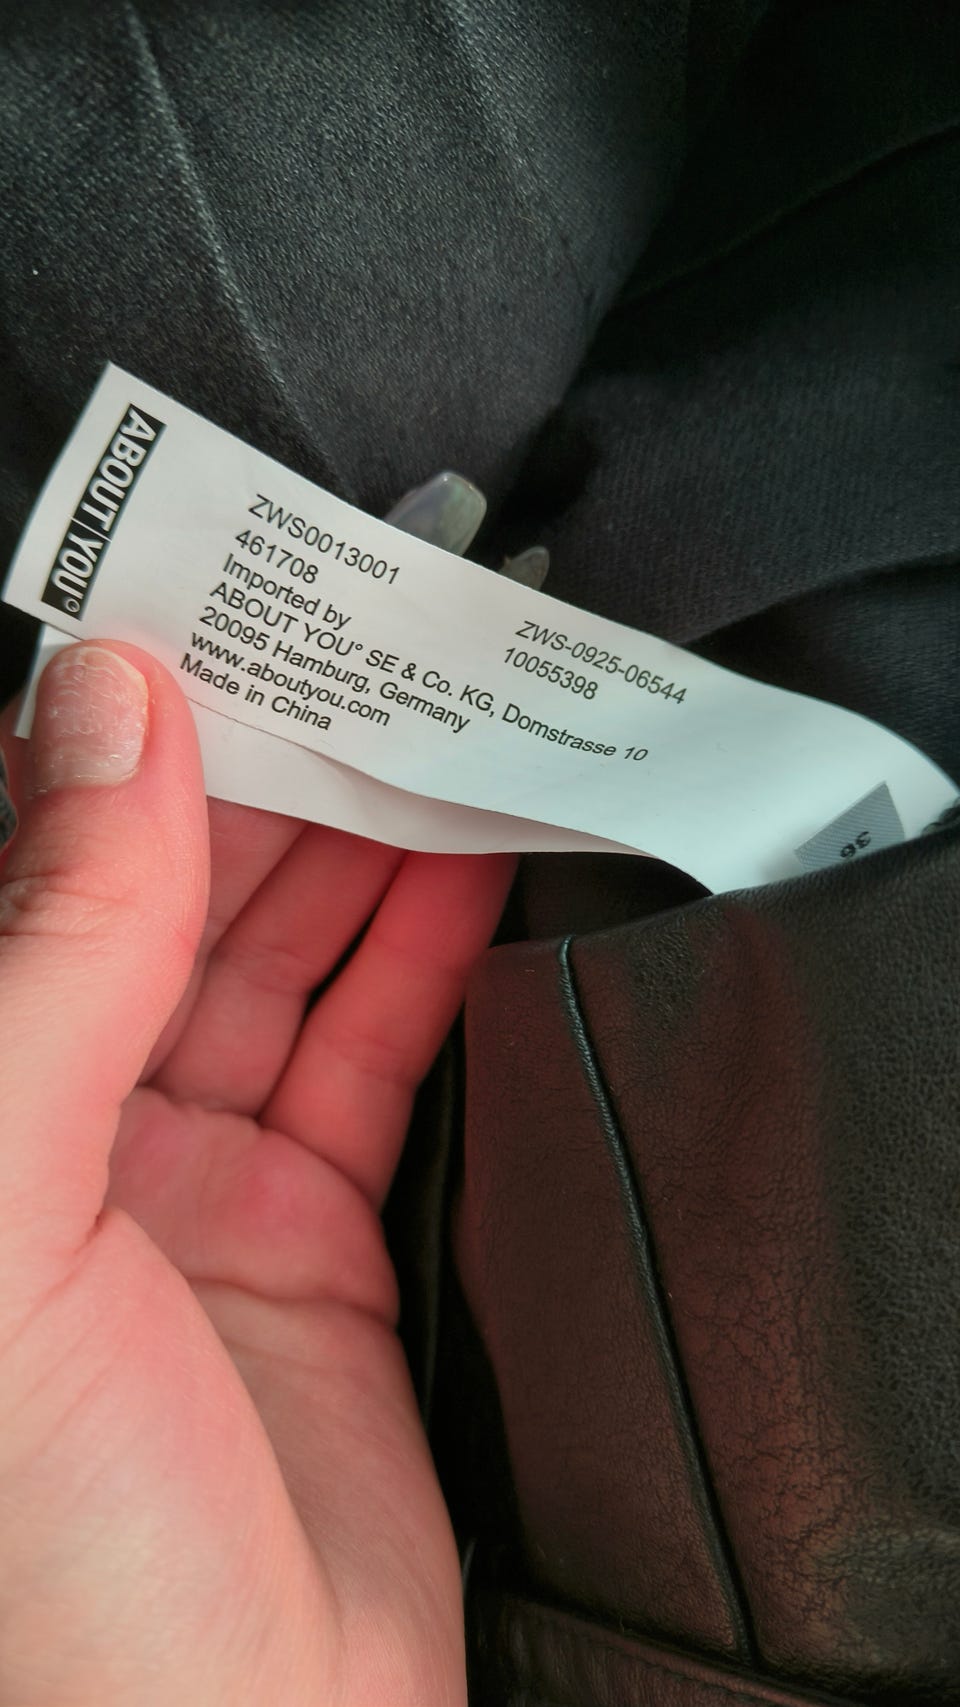 ABOUT|YOU°
ZWS0013001
461708
Imported by
ABOUT YOU° SE & Co. KG, Domstrasse 10
20095 Hamburg, Germany
www.aboutyou.com
Made in China
ZWS-0925-06544
10055398
36